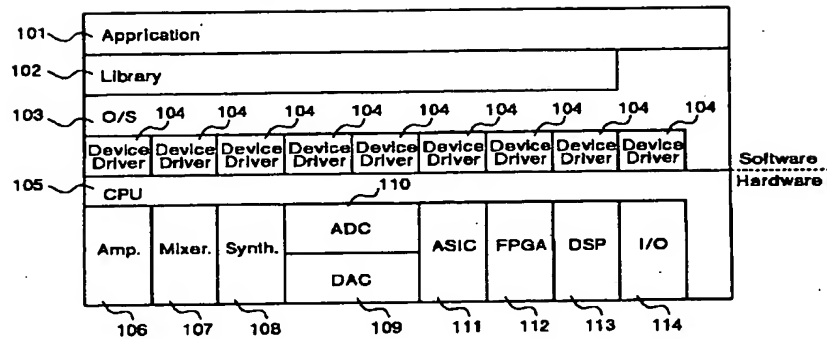 101 Apprication
102 Library
103 O/S 104 104 104 104 104 104 104 104 104
Device Driver Device Driver Device Driver Device Driver Device Driver Device Driver Device Driver Device Driver Device Driver Software
105 CPU 110 Hardware
Amp. Mixer. Synth. ADC ASIC FPGA DSP I/O
DAC
106 107 108 109 111 112 113 114